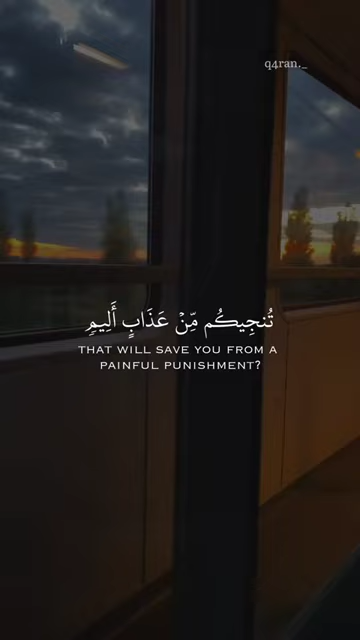 q4ran._
تُنجِيكُم مِّنْ عَذَابٍ أَلِيمٍ
THAT WILL SAVE YOU FROM A
PAINFUL PUNISHMENT?